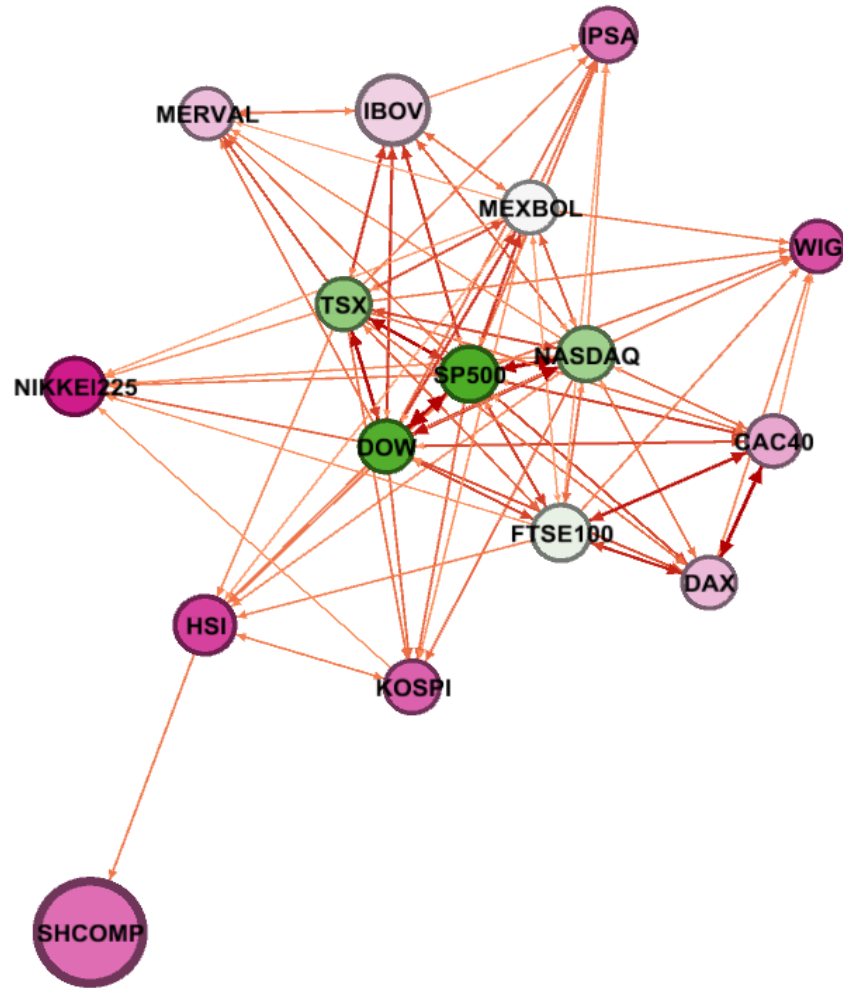 IPSA
MERVAL
IBOV
MEXBOL
WIG
TSX
NASDAQ
SP500
NIKKEI225
DOW
CAC40
FTSE100
DAX
HSI
KOSPI
SHCOMP